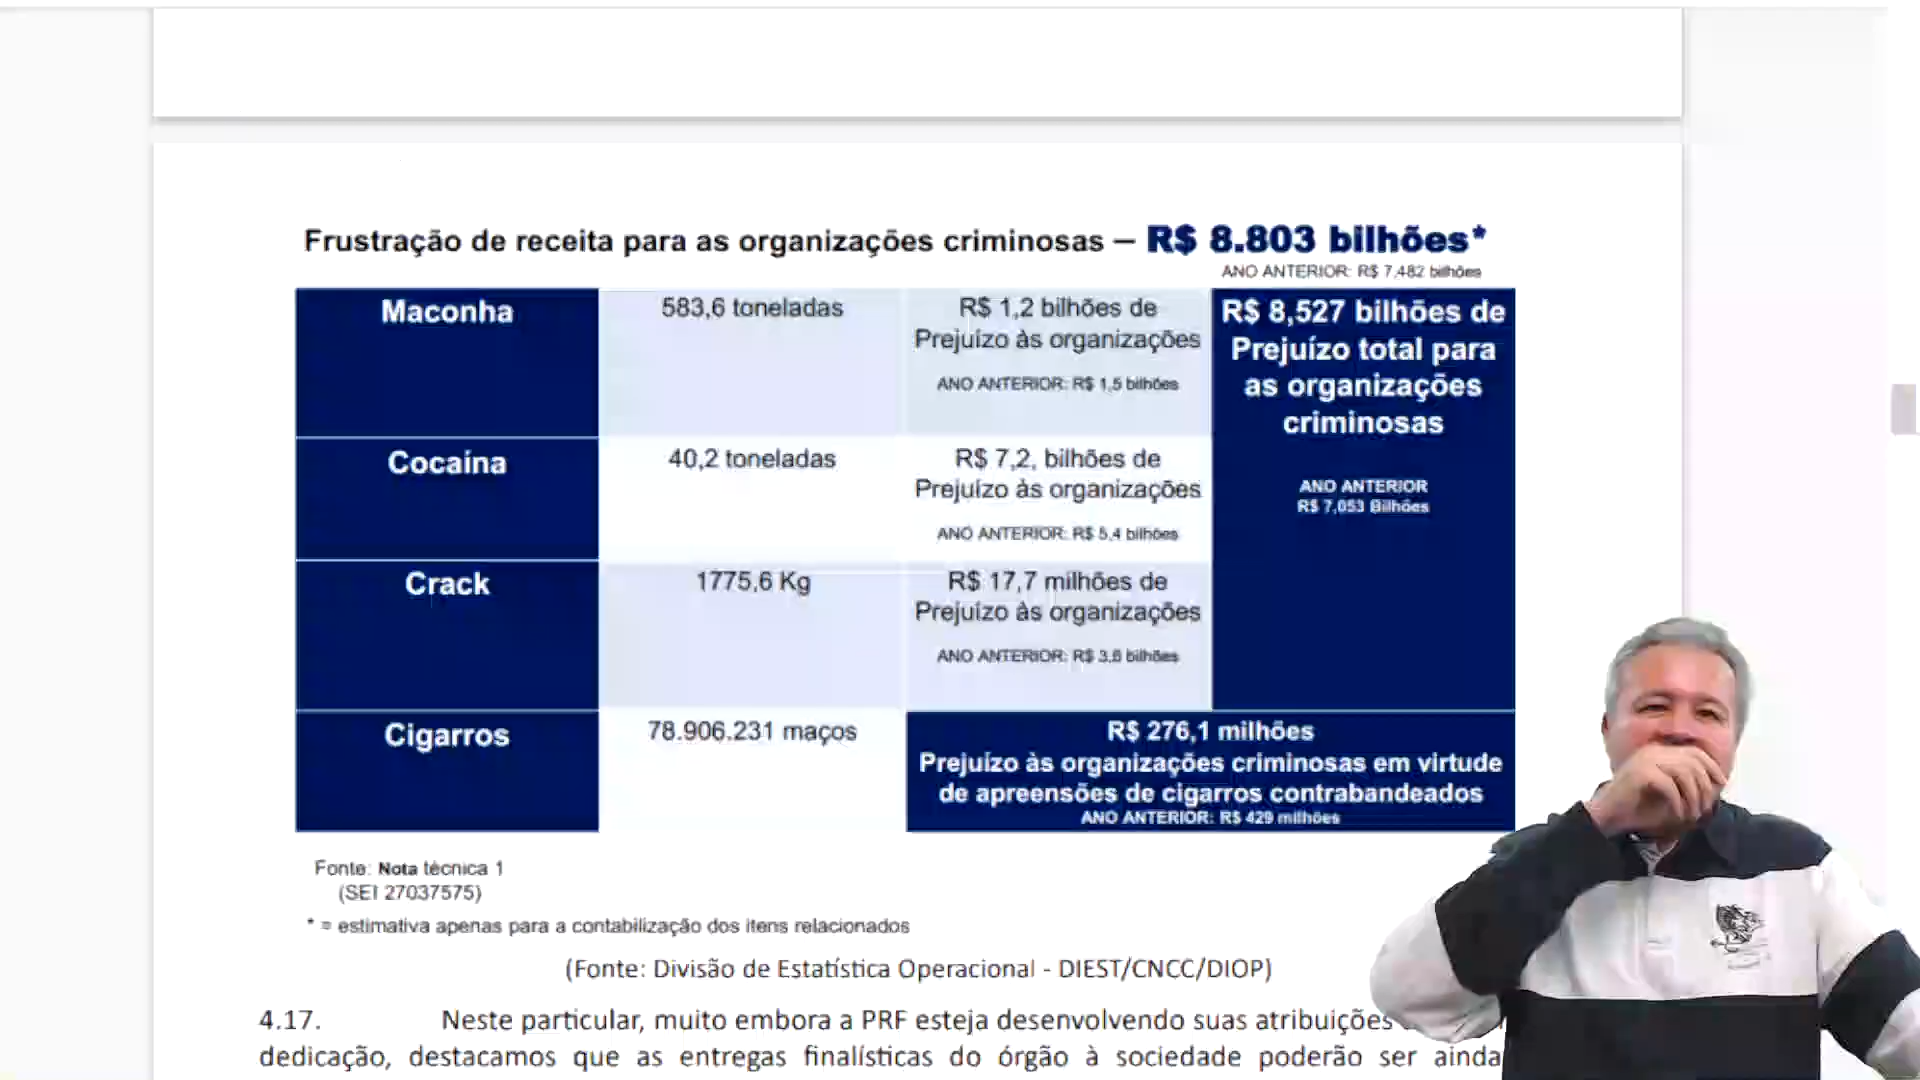 Frustração de receita para as organizações criminosas – R$ 8.803 bilhões*
ANO ANTERIOR: R$ 7,482 bilhões
Maconha
583,6 toneladas
R$ 1,2 bilhões de
Prejuízo às organizações
ANO ANTERIOR: R$ 1,5 bilhões
R$ 8,527 bilhões de
Prejuízo total para
as organizações
criminosas
ANO ANTERIOR
R$ 7,053 Bilhões
Cocaína
40,2 toneladas
R$ 7,2, bilhões de
Prejuízo às organizações
ANO ANTERIOR: R$ 5,4 bilhões
Crack
1775,6 Kg
R$ 17,7 milhões de
Prejuízo às organizações
ANO ANTERIOR: R$ 3,6 bilhões
Cigarros
78.906.231 maços
R$ 276,1 milhões
Prejuízo às organizações criminosas em virtude
de apreensões de cigarros contrabandeados
ANO ANTERIOR: R$ 429 milhões
Fonte: Nota técnica 1
(SEI 27037575)
* = estimativa apenas para a contabilização dos itens relacionados
(Fonte: Divisão de Estatística Operacional - DIEST/CNCC/DIOP)
4.17. Neste particular, muito embora a PRF esteja desenvolvendo suas atribuições
dedicação, destacamos que as entregas finalísticas do órgão à sociedade poderão ser ainda